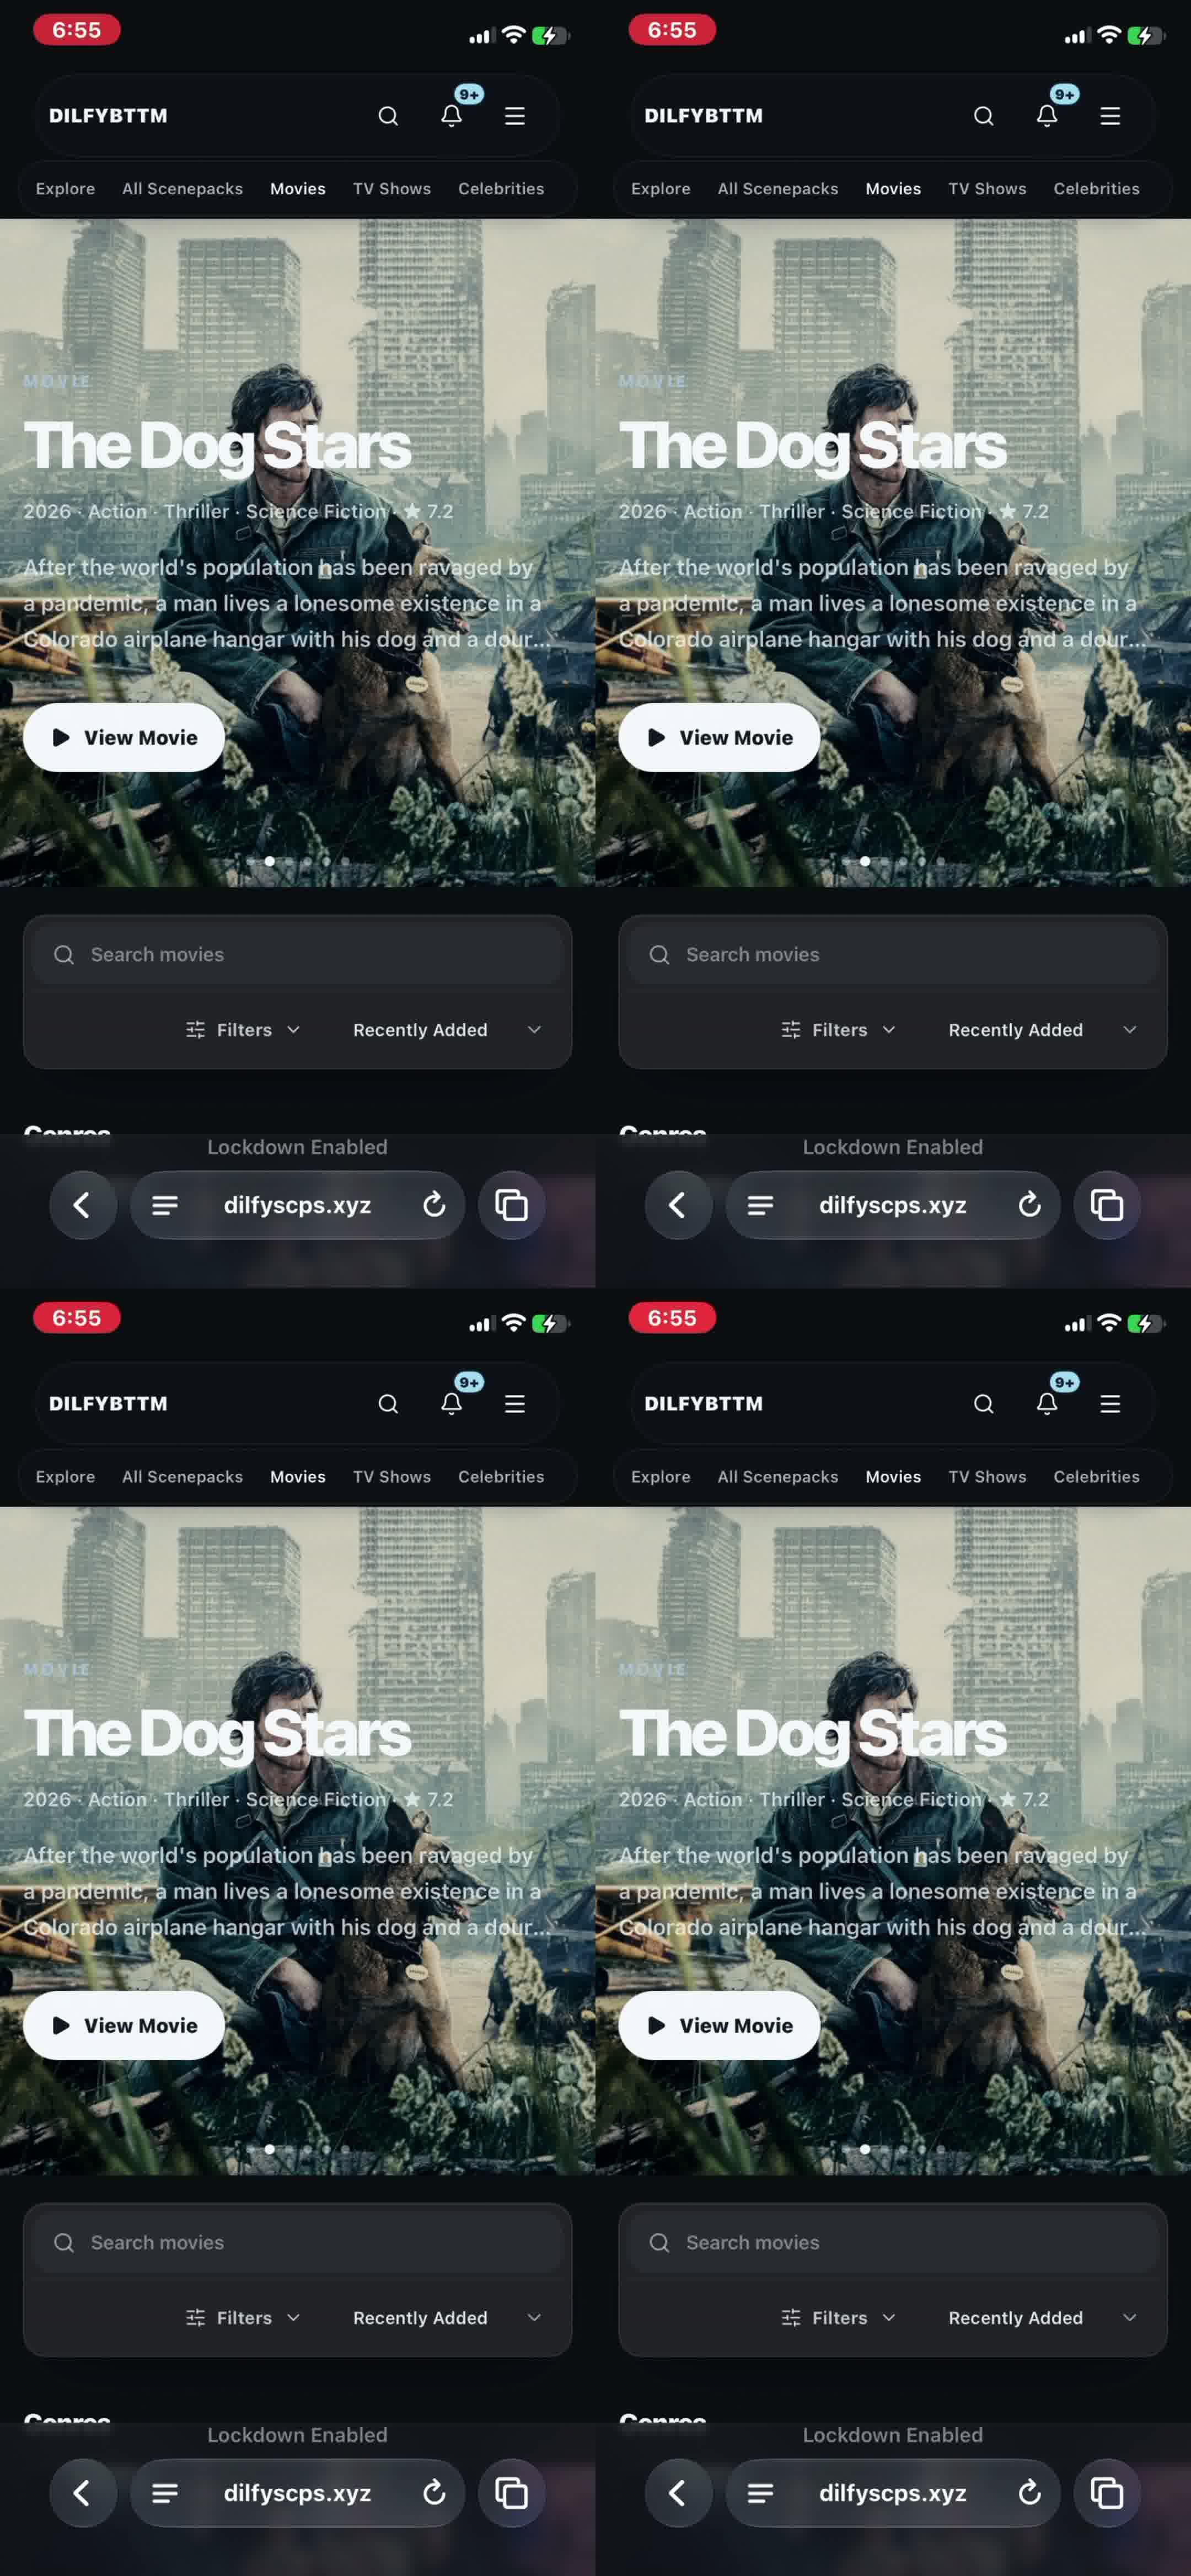 6:55
DILFYBTTM
9+
Explore All Scenepacks Movies TV Shows Celebrities
MOVIE
The Dog Stars
2026 · Action · Thriller · Science Fiction · ★ 7.2
After the world's population has been ravaged by
a pandemic, a man lives a lonesome existence in a
Colorado airplane hangar with his dog and a dour...
View Movie
Search movies
Filters Recently Added
Genres
Lockdown Enabled
dilfyscps.xyz
6:55
DILFYBTTM
9+
Explore All Scenepacks Movies TV Shows Celebrities
MOVIE
The Dog Stars
2026 · Action · Thriller · Science Fiction · ★ 7.2
After the world's population has been ravaged by
a pandemic, a man lives a lonesome existence in a
Colorado airplane hangar with his dog and a dour...
View Movie
Search movies
Filters Recently Added
Genres
Lockdown Enabled
dilfyscps.xyz
6:55
DILFYBTTM
9+
Explore All Scenepacks Movies TV Shows Celebrities
MOVIE
The Dog Stars
2026 · Action · Thriller · Science Fiction · ★ 7.2
After the world's population has been ravaged by
a pandemic, a man lives a lonesome existence in a
Colorado airplane hangar with his dog and a dour...
View Movie
Search movies
Filters Recently Added
Genres
Lockdown Enabled
dilfyscps.xyz
6:55
DILFYBTTM
9+
Explore All Scenepacks Movies TV Shows Celebrities
MOVIE
The Dog Stars
2026 · Action · Thriller · Science Fiction · ★ 7.2
After the world's population has been ravaged by
a pandemic, a man lives a lonesome existence in a
Colorado airplane hangar with his dog and a dour...
View Movie
Search movies
Filters Recently Added
Genres
Lockdown Enabled
dilfyscps.xyz